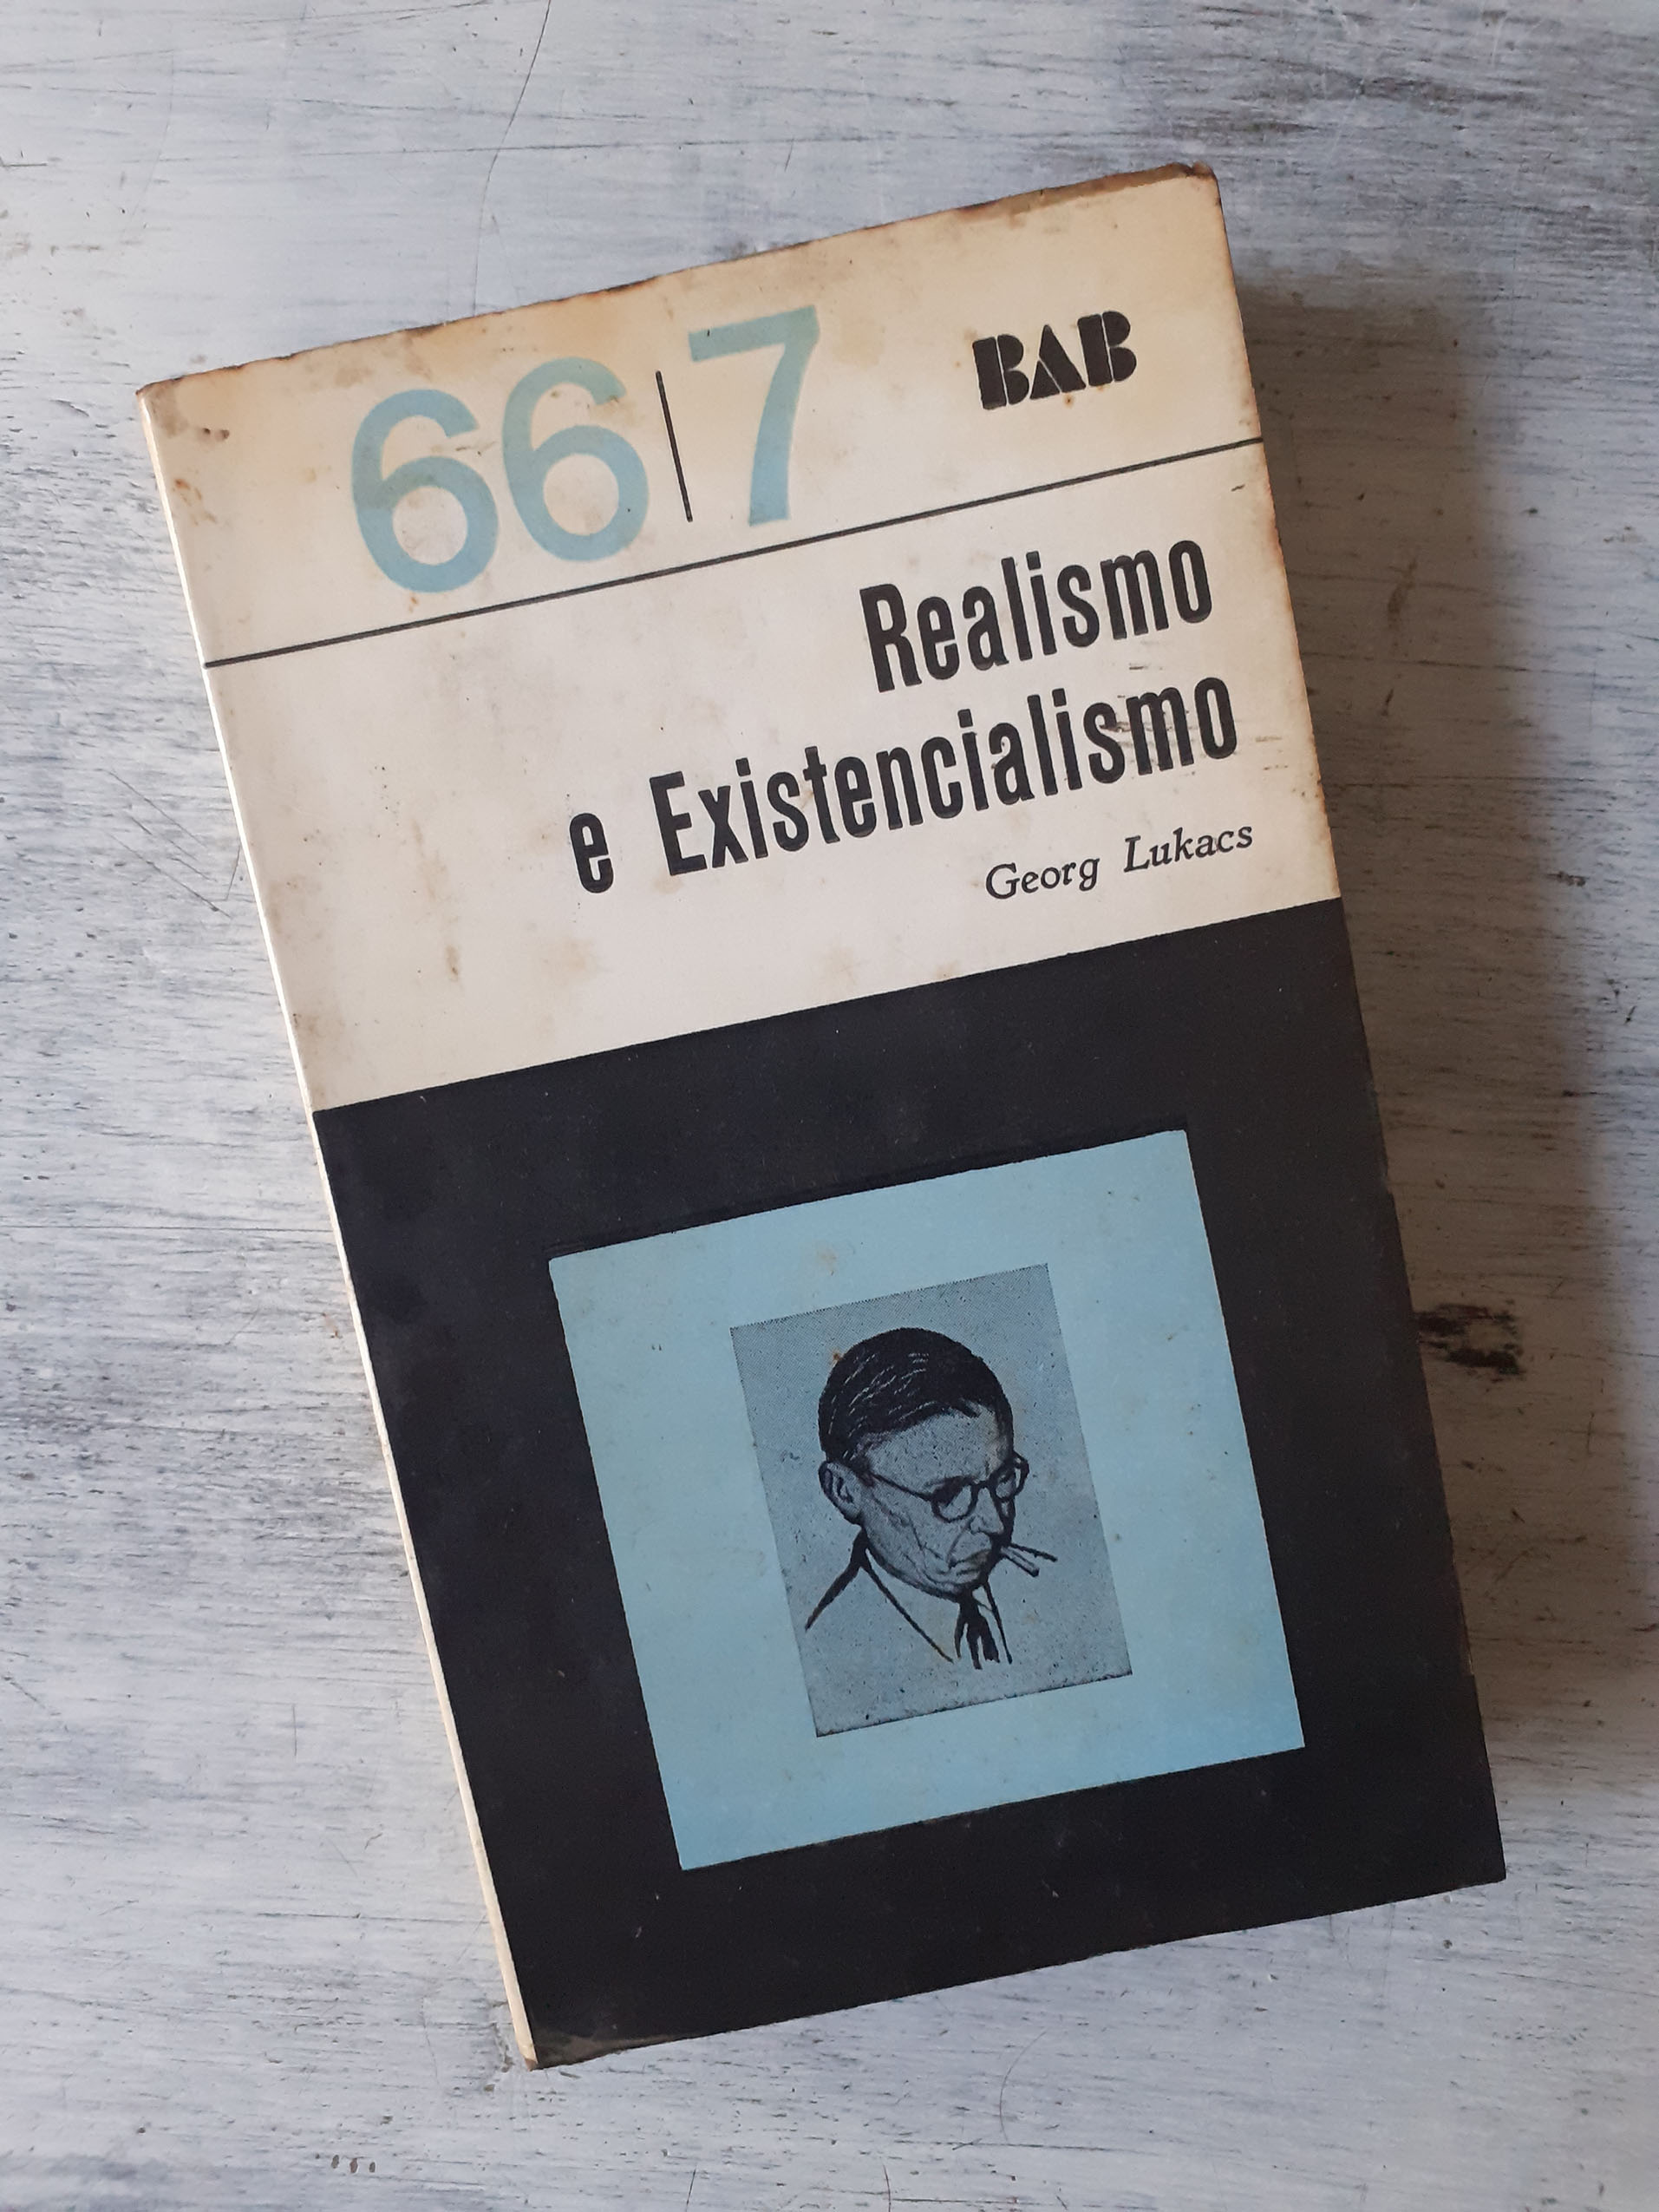 66|7 BAB
Realismo
e Existencialismo
Georg Lukacs